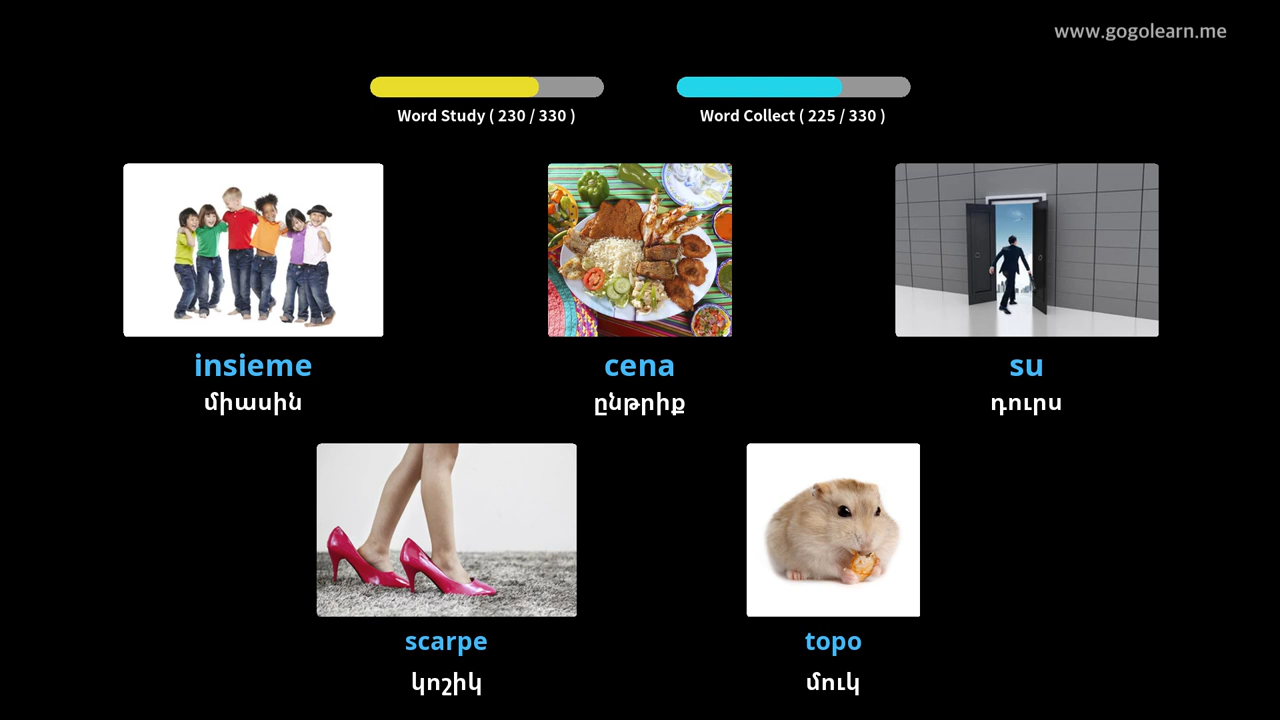 www.gogolearn.me
Word Study ( 230 / 330 )
Word Collect ( 225 / 330 )
insieme
միասին
cena
ընթրիք
su
դուրս
scarpe
կոշիկ
topo
մուկ